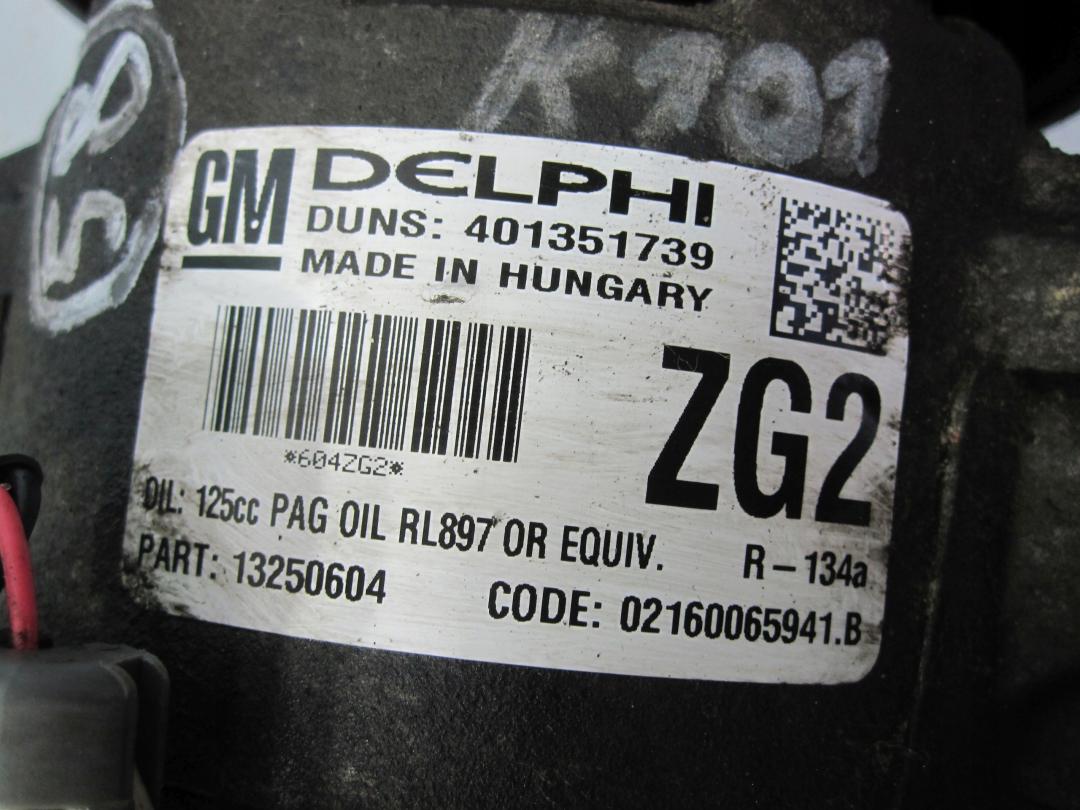 K101
58
GM DELPHI
DUNS: 401351739
MADE IN HUNGARY
*604ZG2*
ZG2
OIL: 125cc PAG OIL RL897 OR EQUIV. R-134a
PART: 13250604 CODE: 02160065941.B